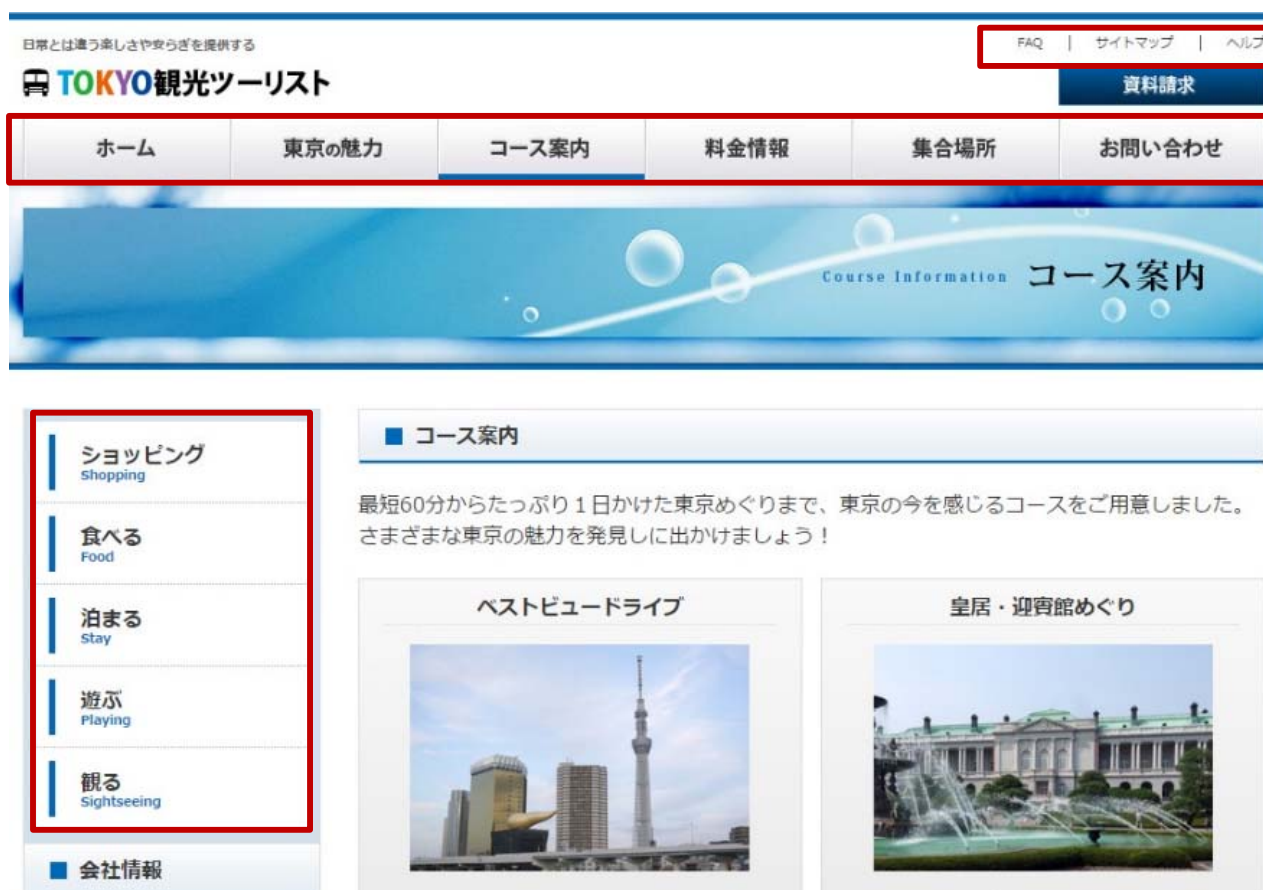 日常とは違う楽しさや安らぎを提供する
FAQ | サイトマップ | ヘルプ
TOKYO観光ツーリスト
資料請求
ホーム 東京の魅力 コース案内 料金情報 集合場所 お問い合わせ
Course Information コース案内
ショッピング
Shopping
食べる
Food
泊まる
Stay
遊ぶ
Playing
観る
Sightseeing
会社情報
コース案内
最短60分からたっぷり１日かけた東京めぐりまで、東京の今を感じるコースをご用意しました。
さまざまな東京の魅力を発見しに出かけましょう！
ベストビュードライブ
皇居・迎賓館めぐり